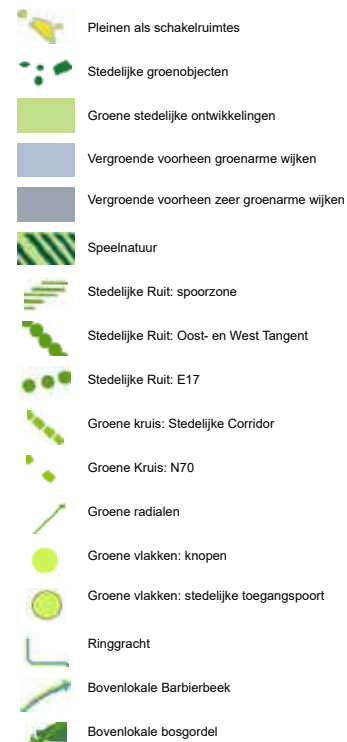 Pleinen als schakelruimtes
Stedelijke groenobjecten
Groene stedelijke ontwikkelingen
Vergroende voorheen groenarme wijken
Vergroende voorheen zeer groenarme wijken
Speelnatuur
Stedelijke Ruit: spoorzone
Stedelijke Ruit: Oost- en West Tangent
Stedelijke Ruit: E17
Groene kruis: Stedelijke Corridor
Groene Kruis: N70
Groene radialen
Groene vlakken: knopen
Groene vlakken: stedelijke toegangspoort
Ringgracht
Bovenlokale Barbierbeek
Bovenlokale bosgordel